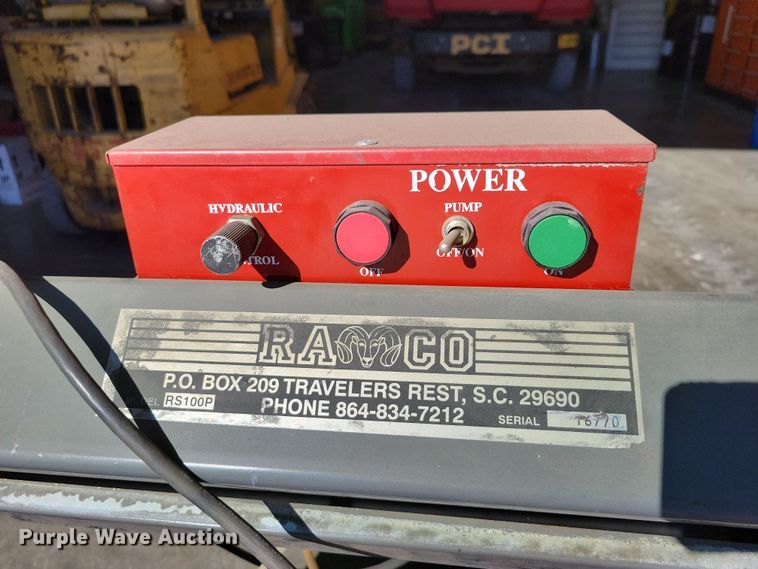 PCI
POWER
HYDRAULIC
PUMP
OFF
OFF/ON
ON
RAMCO
P.O. BOX 209 TRAVELERS REST, S.C. 29690
MODEL RS100P
PHONE 864-834-7212
SERIAL 16770
Purple Wave Auction